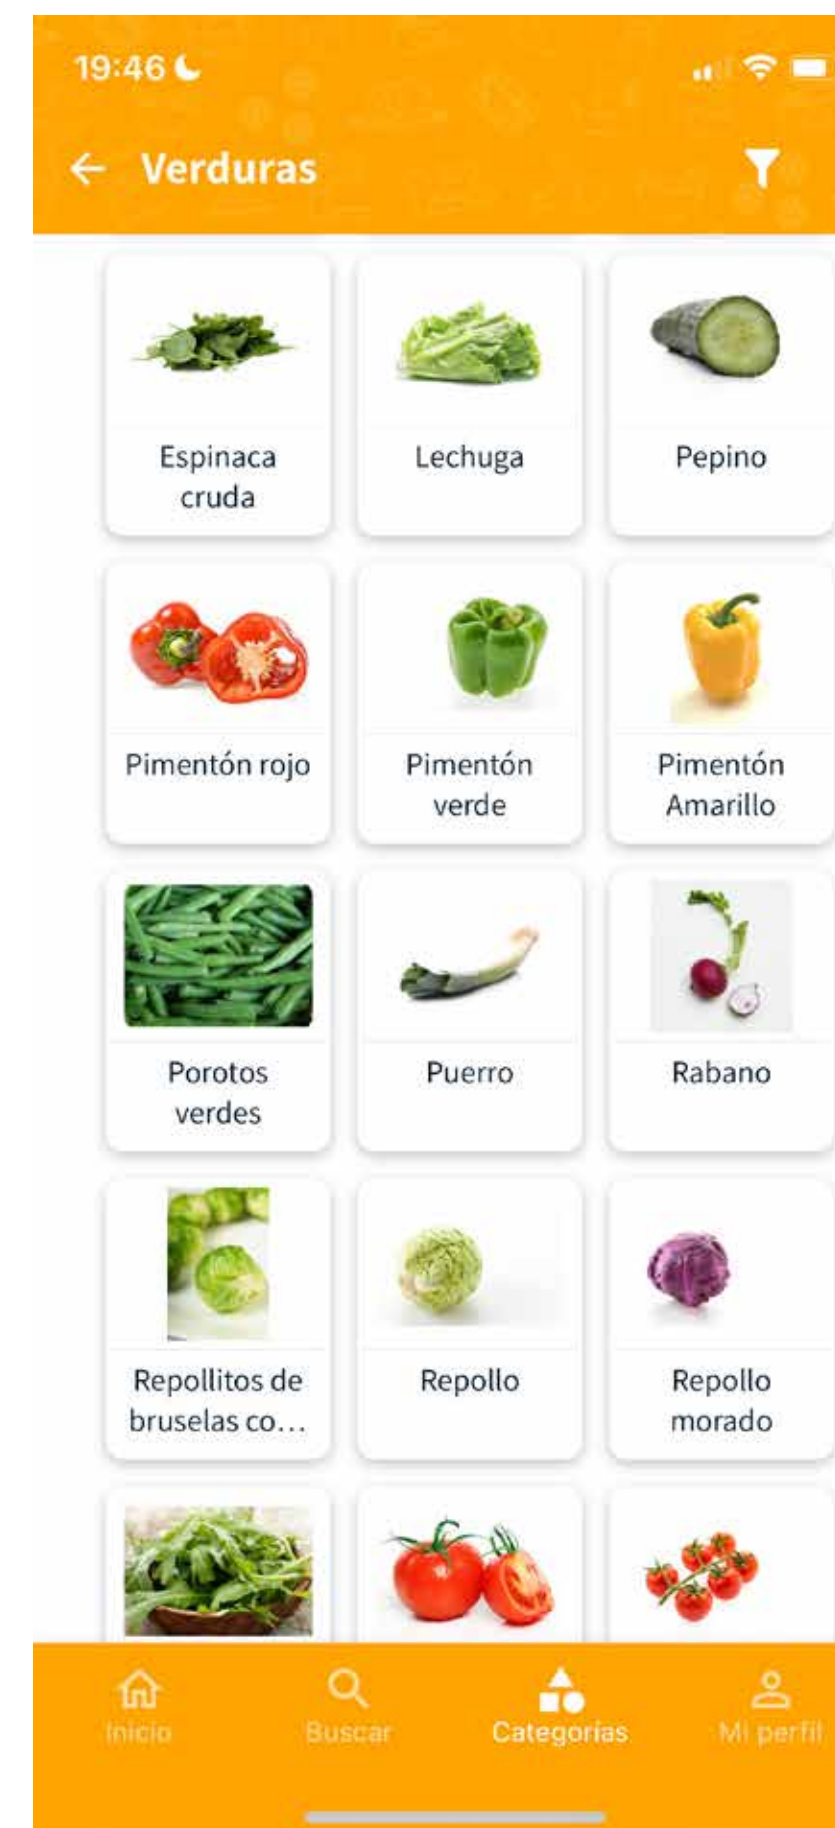 19:46
Verduras
Espinaca
cruda
Lechuga
Pepino
Pimentón rojo
Pimentón
verde
Pimentón
Amarillo
Porotos
verdes
Puerro
Rabano
Repollitos de
bruselas co...
Repollo
Repollo
morado
Inicio
Buscar
Categorías
Mi perfil